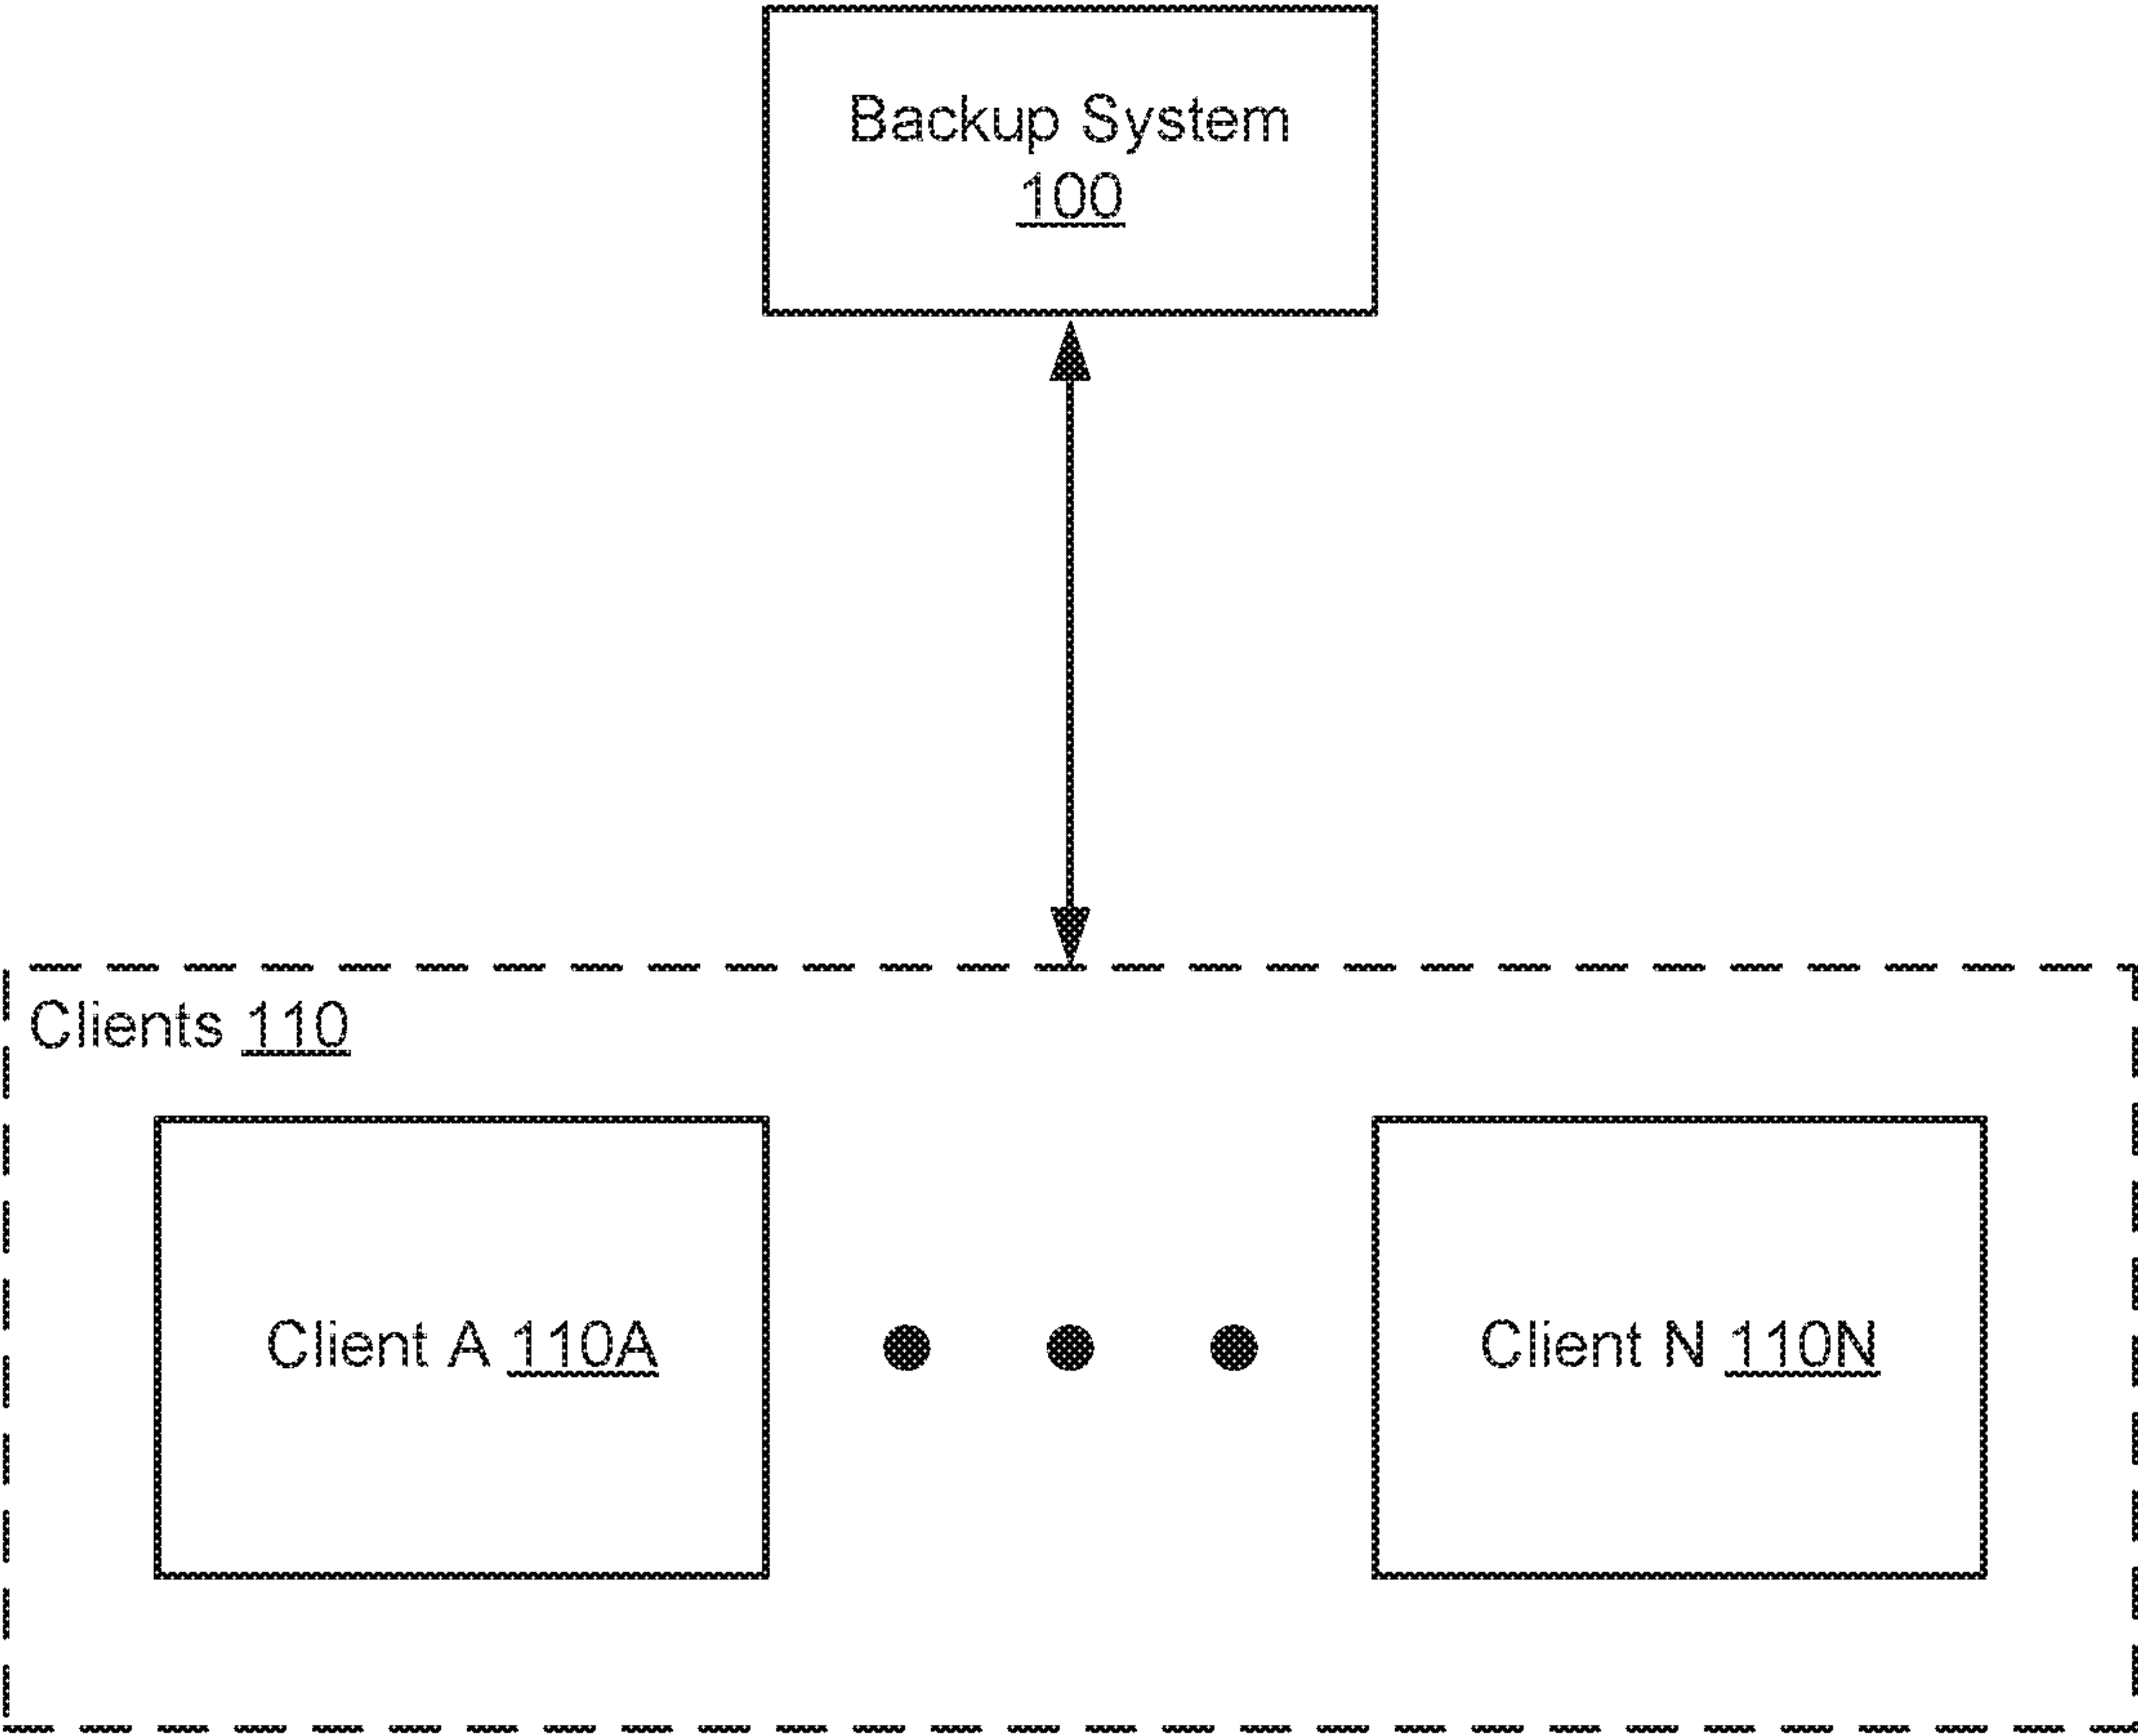 Backup System
100
Clients 110
Client A 110A
Client N 110N